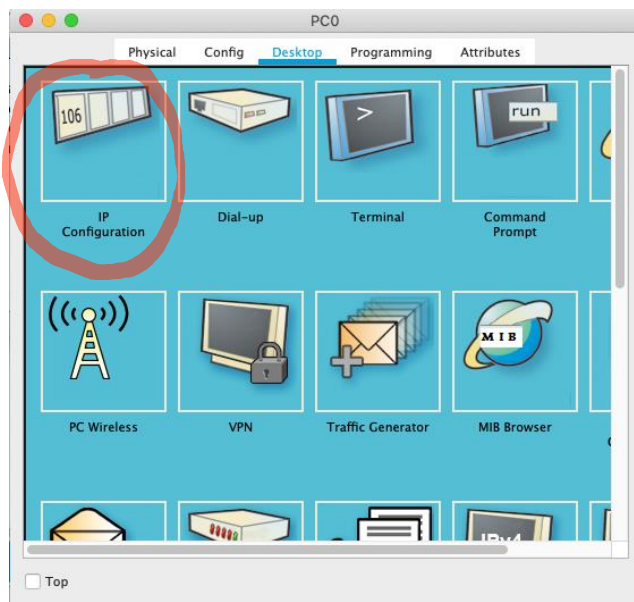 PC0
Physical Config Desktop Programming Attributes
106
>
run
IP
Configuration
Dial-up
Terminal
Command
Prompt
MIB
PC Wireless
VPN
Traffic Generator
MIB Browser
IPv4
Top